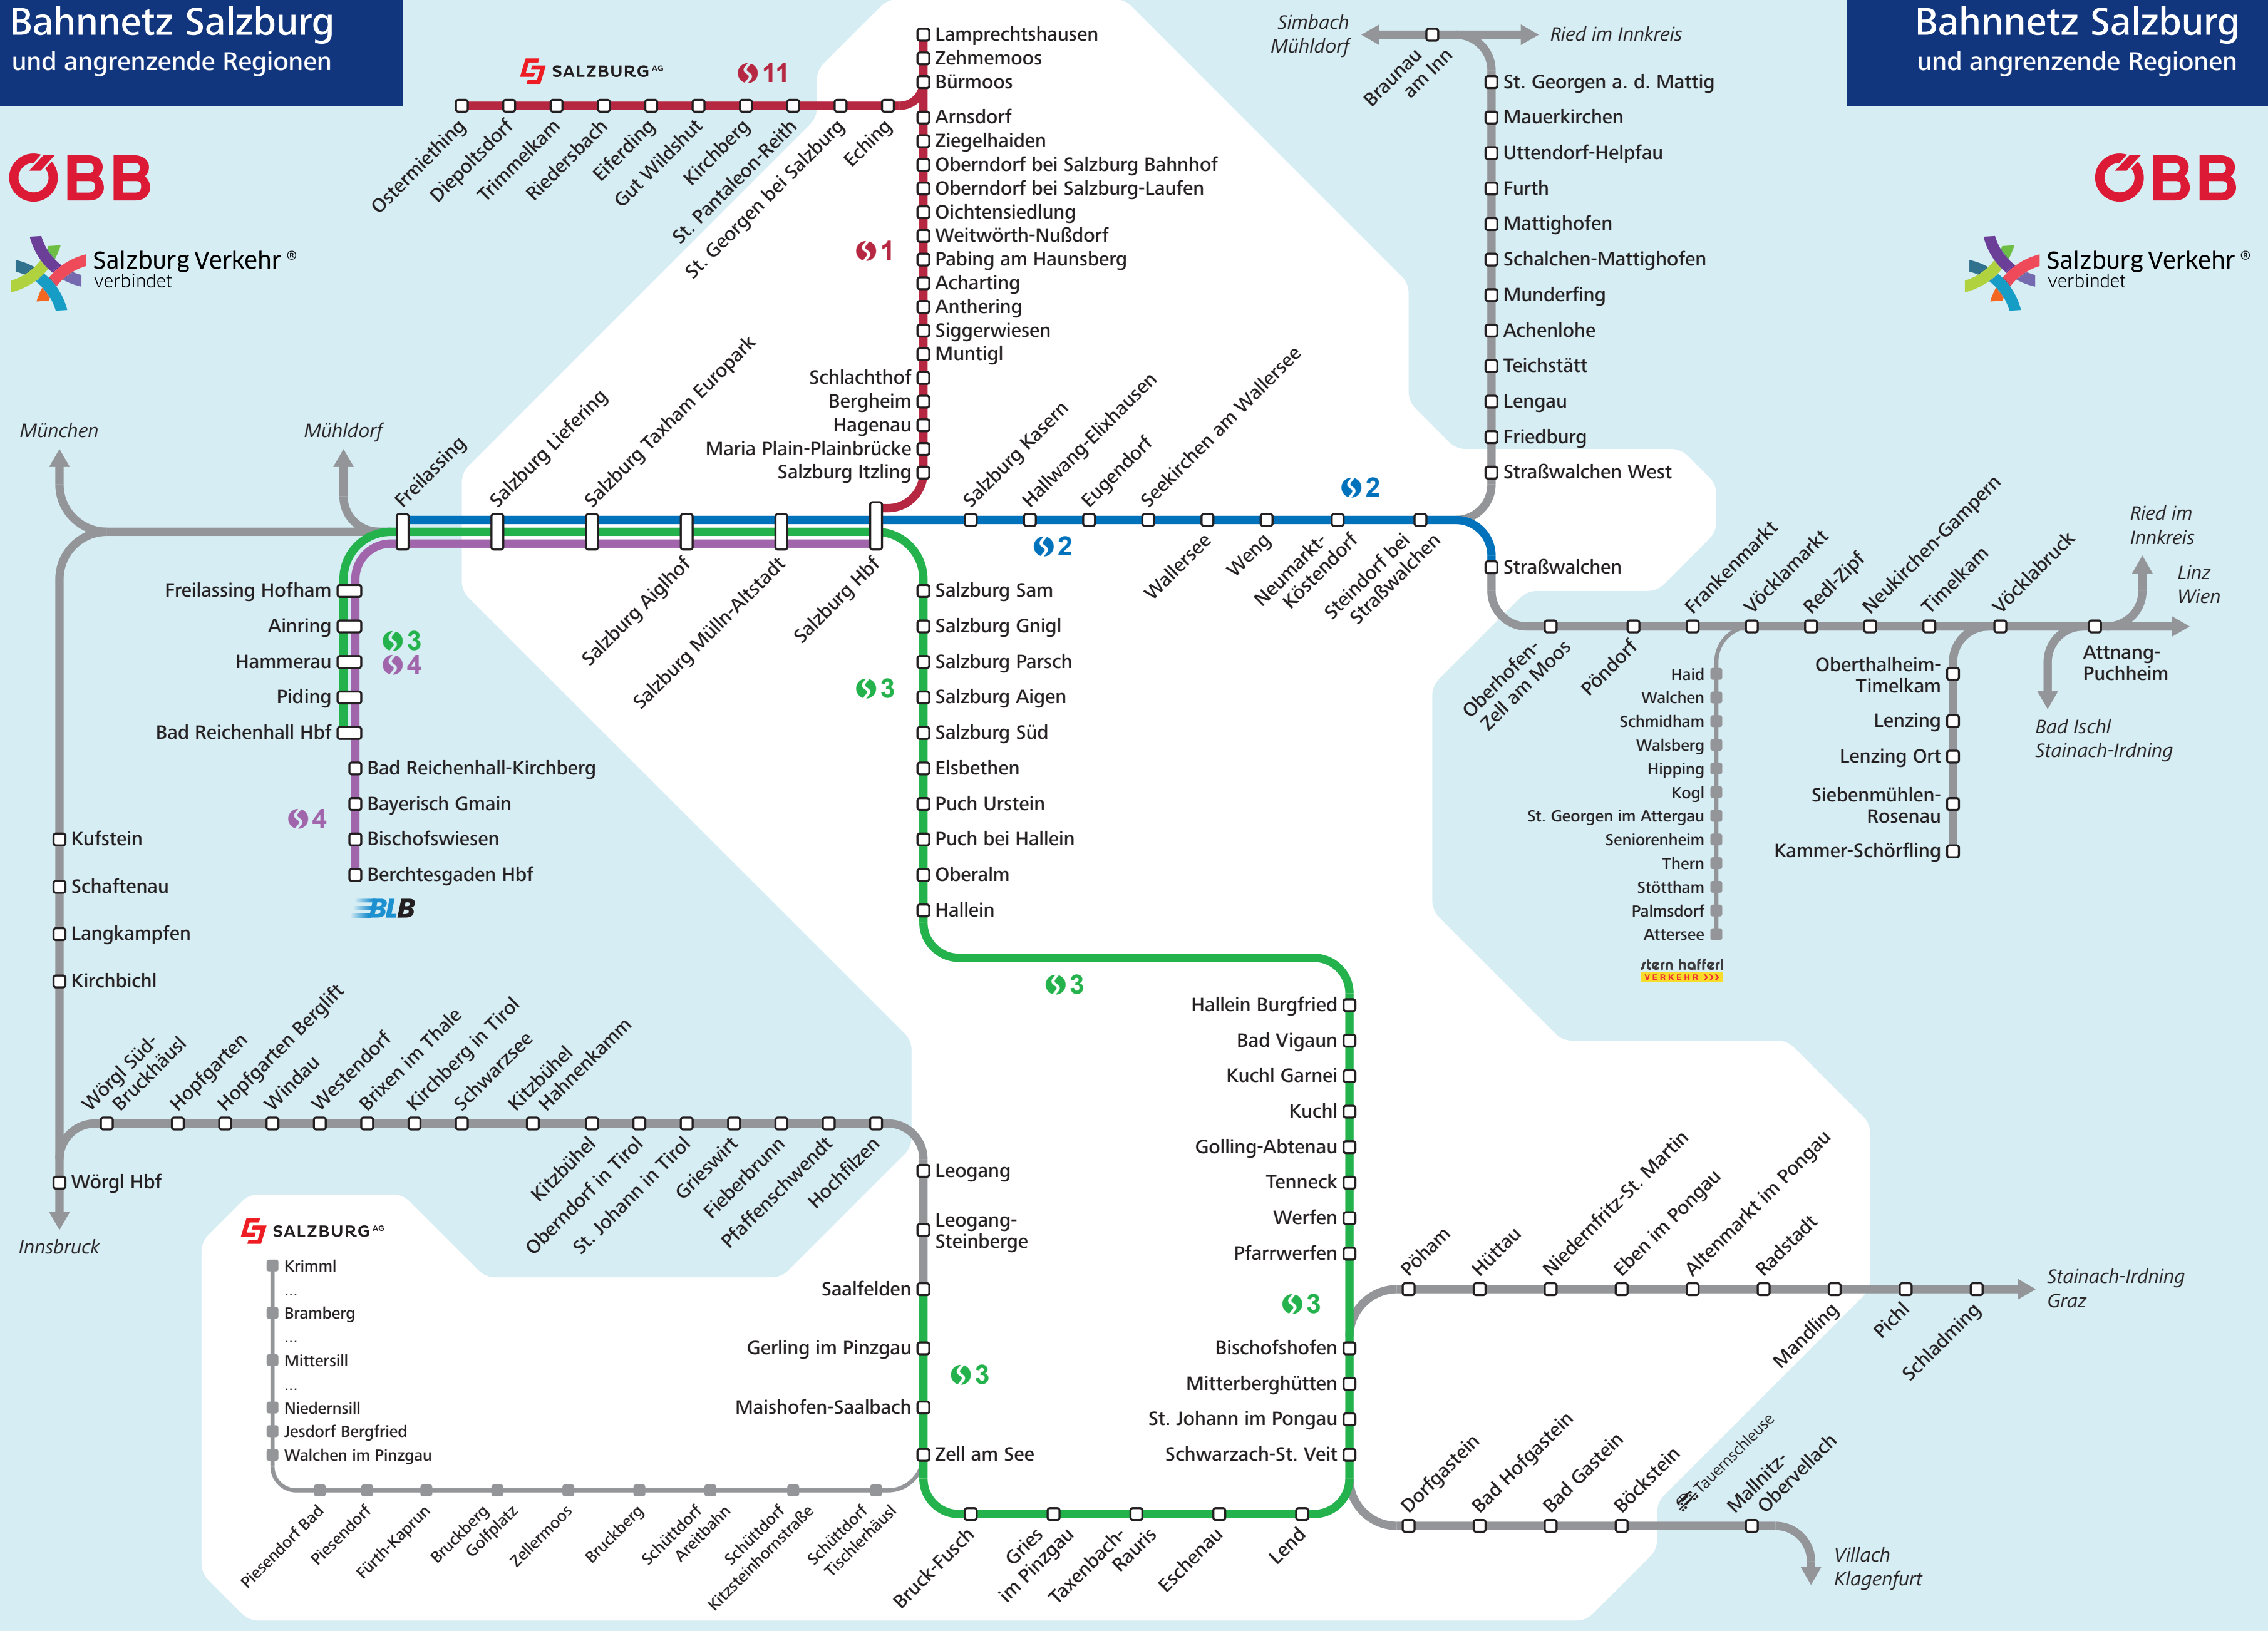 Bahnnetz Salzburg
und angrenzende Regionen
Bahnnetz Salzburg
und angrenzende Regionen
ÖBB
Salzburg Verkehr ®
verbindet
ÖBB
Salzburg Verkehr ®
verbindet
SALZBURG AG
S 11
Ostermiething
Diepoltsdorf
Trimmelkam
Riedersbach
Eiferding
Gut Wildshut
Kirchberg
St. Pantaleon-Reith
St. Georgen bei Salzburg
Eching
Lamprechtshausen
Zehmemoos
Bürmoos
Arnsdorf
Ziegelhaiden
Oberndorf bei Salzburg Bahnhof
Oberndorf bei Salzburg-Laufen
Oichtensiedlung
Weitwörth-Nußdorf
Pabing am Haunsberg
Acharting
Anthering
Siggerwiesen
Muntigl
S 1
Schlachthof
Bergheim
Hagenau
Maria Plain-Plainbrücke
Salzburg Itzling
Simbach
Mühldorf
Braunau
am Inn
Ried im Innkreis
St. Georgen a. d. Mattig
Mauerkirchen
Uttendorf-Helpfau
Furth
Mattighofen
Schalchen-Mattighofen
Munderfing
Achenlohe
Teichstätt
Lengau
Friedburg
Straßwalchen West
Straßwalchen
München
Mühldorf
Freilassing
Salzburg Liefering
Salzburg Taxham Europark
Salzburg Aiglhof
Salzburg Mülln-Altstadt
Salzburg Hbf
Salzburg Kasern
Hallwang-Elixhausen
Eugendorf
Seekirchen am Wallersee
Wallersee
Weng
Neumarkt-
Köstendorf
Steindorf bei
Straßwalchen
S 2
S 2
Oberhofen-
Zell am Moos
Pöndorf
Frankenmarkt
Vöcklamarkt
Redl-Zipf
Neukirchen-Gampern
Timelkam
Vöcklabruck
Attnang-
Puchheim
Ried im
Innkreis
Linz
Wien
Bad Ischl
Stainach-Irdning
Haid
Walchen
Schmidham
Walsberg
Hipping
Kogl
St. Georgen im Attergau
Seniorenheim
Thern
Stöttham
Palmsdorf
Attersee
stern hafferl
VERKEHR >>>
Oberthalheim-
Timelkam
Lenzing
Lenzing Ort
Siebenmühlen-
Rosenau
Kammer-Schörfling
Freilassing Hofham
Ainring
Hammerau
Piding
Bad Reichenhall Hbf
S 3
S 4
Bad Reichenhall-Kirchberg
Bayerisch Gmain
Bischofswiesen
Berchtesgaden Hbf
S 4
BLB
Salzburg Sam
Salzburg Gnigl
Salzburg Parsch
Salzburg Aigen
Salzburg Süd
Elsbethen
Puch Urstein
Puch bei Hallein
Oberalm
Hallein
S 3
S 3
Hallein Burgfried
Bad Vigaun
Kuchl Garnei
Kuchl
Golling-Abtenau
Tenneck
Werfen
Pfarrwerfen
S 3
Bischofshofen
Mitterberghütten
St. Johann im Pongau
Schwarzach-St. Veit
Kufstein
Schaftenau
Langkampfen
Kirchbichl
Wörgl Hbf
Innsbruck
Wörgl Süd-
Bruckhäusl
Hopfgarten
Hopfgarten Berglift
Windau
Westendorf
Brixen im Thale
Kirchberg in Tirol
Schwarzsee
Kitzbühel
Hahnenkamm
Kitzbühel
Oberndorf in Tirol
St. Johann in Tirol
Grieswirt
Fieberbrunn
Pfaffenschwendt
Hochfilzen
Leogang
Leogang-
Steinberge
Saalfelden
Gerling im Pinzgau
Maishofen-Saalbach
Zell am See
S 3
SALZBURG AG
Krimml
...
Bramberg
...
Mittersill
...
Niedernsill
Jesdorf Bergfried
Walchen im Pinzgau
Piesendorf Bad
Piesendorf
Fürth-Kaprun
Bruckberg
Golfplatz
Zellermoos
Bruckberg
Schüttdorf
Areitbahn
Schüttdorf
Kitzsteinhornstraße
Schüttdorf
Tischlerhäusl
Bruck-Fusch
Gries
im Pinzgau
Taxenbach-
Rauris
Eschenau
Lend
Pöham
Hüttau
Niedernfritz-St. Martin
Eben im Pongau
Altenmarkt im Pongau
Radstadt
Mandling
Pichl
Schladming
Stainach-Irdning
Graz
Dorfgastein
Bad Hofgastein
Bad Gastein
Böckstein
Tauernschleuse
Mallnitz-
Obervellach
Villach
Klagenfurt